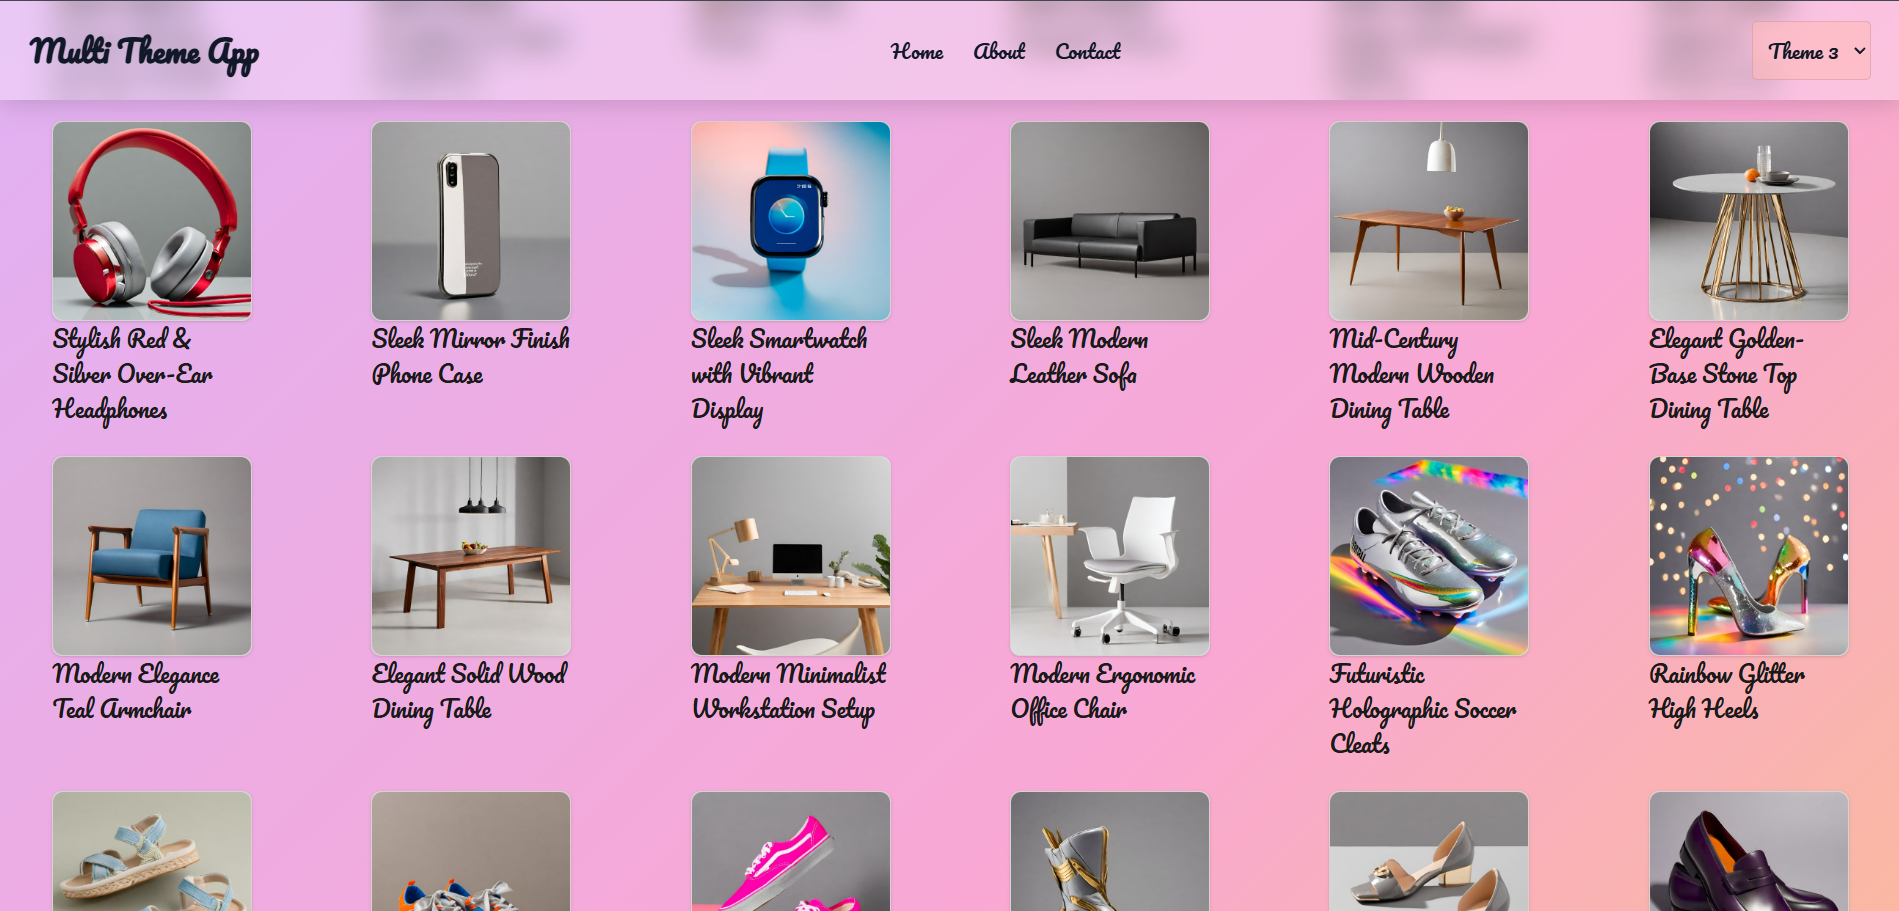 Multi Theme App
Home About Contact
Theme 3
Stylish Red &
Silver Over-Ear
Headphones
Sleek Mirror Finish
Phone Case
Sleek Smartwatch
with Vibrant
Display
Sleek Modern
Leather Sofa
Mid-Century
Modern Wooden
Dining Table
Elegant Golden-
Base Stone Top
Dining Table
Modern Elegance
Teal Armchair
Elegant Solid Wood
Dining Table
Modern Minimalist
Workstation Setup
Modern Ergonomic
Office Chair
Futuristic
Holographic Soccer
Cleats
Rainbow Glitter
High Heels